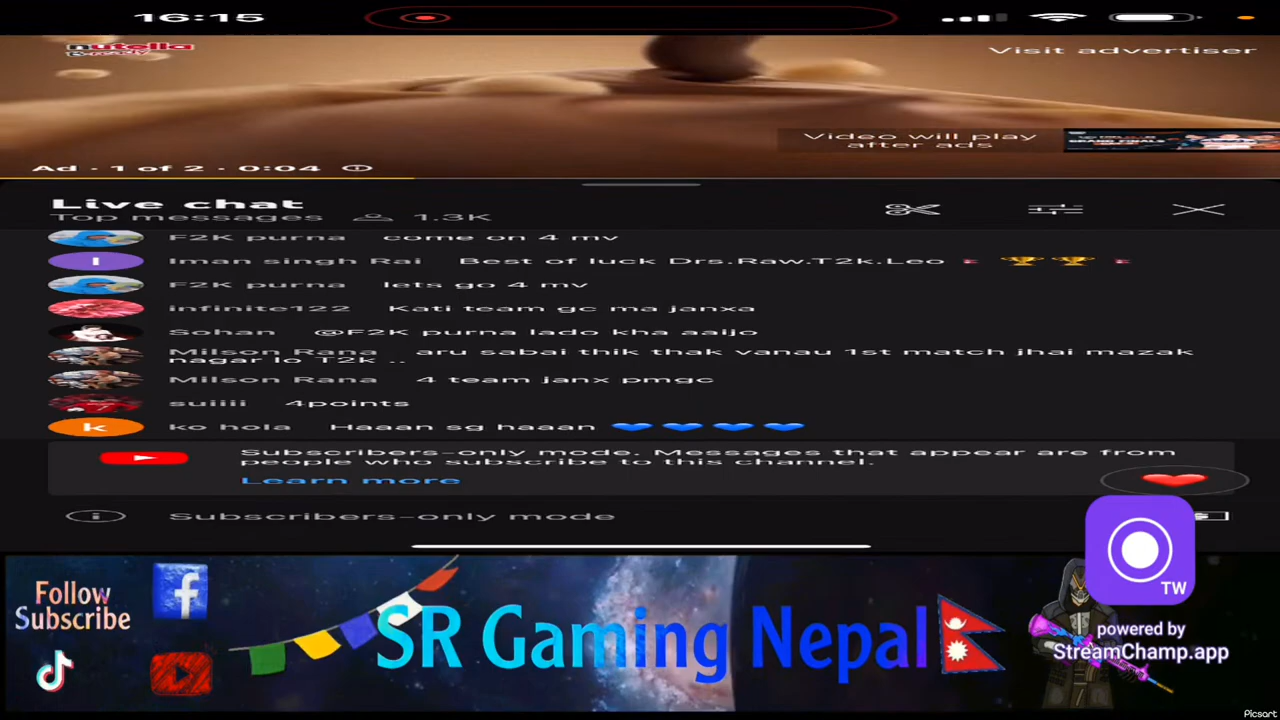 16:15
nutella
Visit advertiser
Video will play
after ads
Ad · 1 of 2 · 0:04
Live chat
Top messages 1.3K
F2K purna come on 4 mv
I Iman singh Rai Best of luck Drs.Raw.T2k.Leo 🇳🇵 🏆🏆 🇳🇵
F2K purna lets go 4 mv
infinite122 Kati team gc ma janxa
Sohan @F2K purna lado kha aaijo
Milson Rana aru sabai thik thak vanau 1st match jhai mazak
nagar lo T2k ..
Milson Rana 4 team janx pmgc
suiiii 4points
k ko hola Haaan sg haaan 💙💙💙💙
Subscribers-only mode. Messages that appear are from
people who subscribe to this channel.
Learn more
Subscribers-only mode
TW
Follow
Subscribe
SR Gaming Nepal
powered by
StreamChamp.app
Picsart